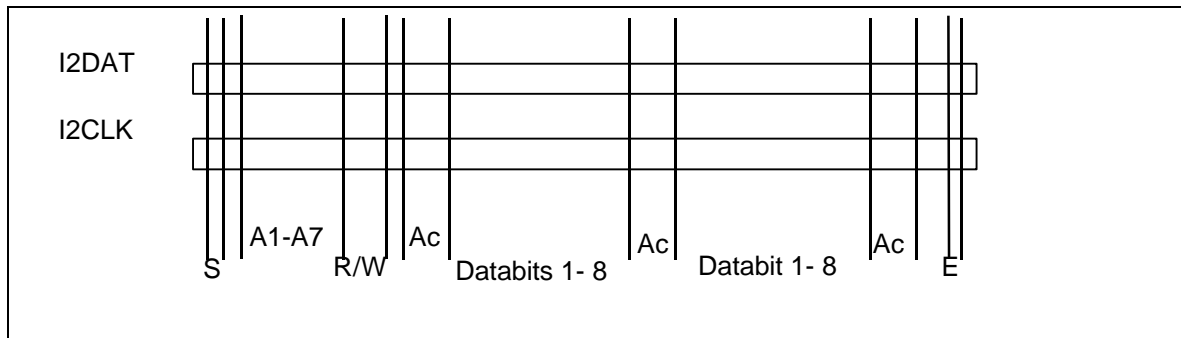 I2DAT
I2CLK
A1-A7 Ac Ac Ac
S R/W Databits 1- 8 Databit 1- 8 E